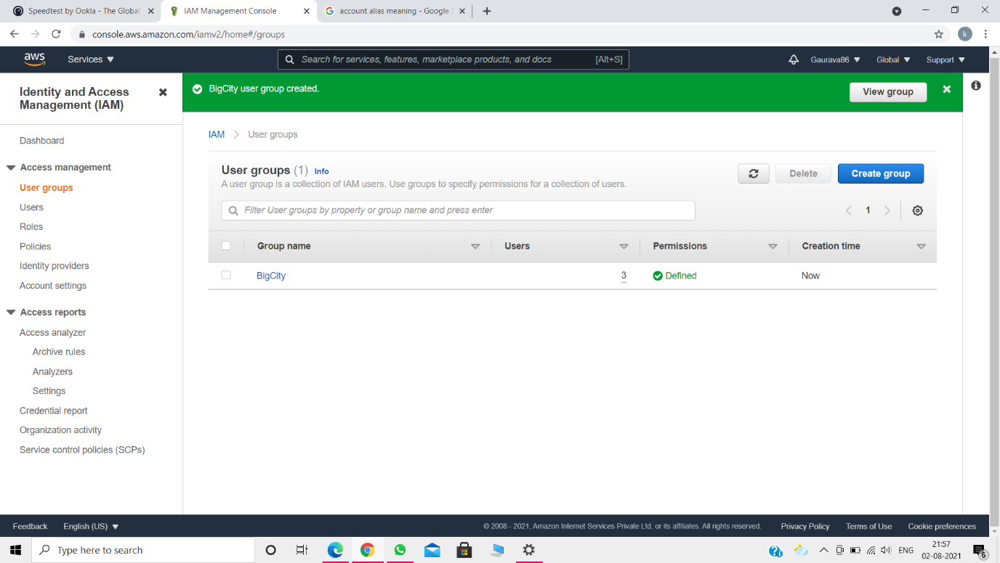 Speedtest by Ookla - The Global
IAM Management Console
account alias meaning - Google S
console.aws.amazon.com/iamv2/home#/groups
k
aws
Services
Search for services, features, marketplace products, and docs
[Alt+S]
Gaurava86
Global
Support
Identity and Access
Management (IAM)
Dashboard
Access management
User groups
Users
Roles
Policies
Identity providers
Account settings
Access reports
Access analyzer
Archive rules
Analyzers
Settings
Credential report
Organization activity
Service control policies (SCPs)
BigCity user group created.
View group
IAM
User groups
User groups (1) Info
A user group is a collection of IAM users. Use groups to specify permissions for a collection of users.
Delete
Create group
Filter User groups by property or group name and press enter
1
Group name
Users
Permissions
Creation time
BigCity
3
Defined
Now
Feedback
English (US)
© 2008 - 2021, Amazon Internet Services Private Ltd. or its affiliates. All rights reserved.
Privacy Policy
Terms of Use
Cookie preferences
Type here to search
ENG
21:57
02-08-2021
6